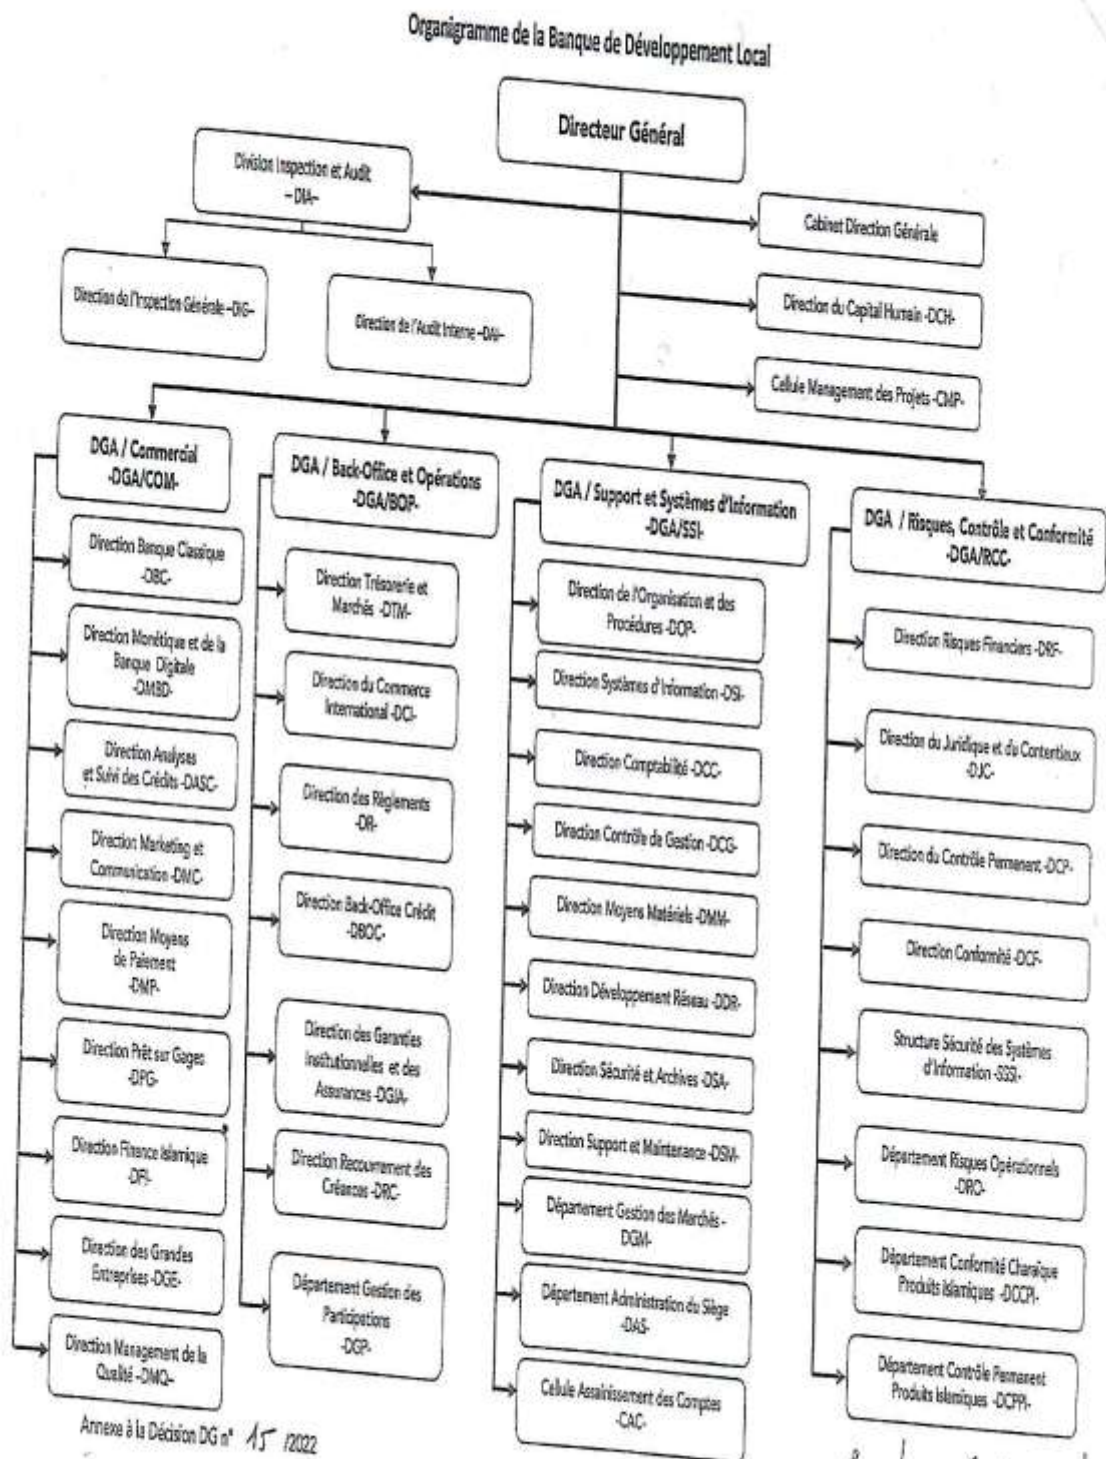 Organigramme de la Banque de Développement Local
Directeur Général
Division Inspection et Audit
– DIA–
Cabinet Direction Générale
Direction de l'Inspection Générale –DIG–
Direction de l'Audit Interne –DAI–
Direction du Capital Humain -DCH-
Cellule Management des Projets -CMP-
DGA / Commercial
-DGA/COM-
Direction Banque Classique
-DBC-
Direction Monétique et de la
Banque Digitale
-DMBD-
Direction Analyses
et Suivi des Crédits -DASC-
Direction Marketing et
Communication -DMC-
Direction Moyens
de Paiement
-DMP-
Direction Prêt sur Gages
-DPG-
Direction Finance Islamique
-DFI-
Direction des Grandes
Entreprises -DGE-
Direction Management de la
Qualité –DMQ–
DGA / Back-Office et Opérations
-DGA/BOP-
Direction Trésorerie et
Marchés -DTM-
Direction du Commerce
International -DCI-
Direction des Règlements
-DR-
Direction Back-Office Crédit
-DBOC-
Direction des Garanties
Institutionnelles et des
Assurances -DGIA-
Direction Recouvrement des
Créances -DRC-
Département Gestion des
Participations
-DGP-
DGA / Support et Systèmes d'Information
-DGA/SSI-
Direction de l'Organisation et des
Procédures -DOP-
Direction Systèmes d'Information -DSI-
Direction Comptabilité -DCC-
Direction Contrôle de Gestion -DCG-
Direction Moyens Matériels -DMM-
Direction Développement Réseau -DDR-
Direction Sécurité et Archives -DSA-
Direction Support et Maintenance -DSM-
Département Gestion des Marchés -
DGM-
Département Administration du Siège
-DAS-
Cellule Assainissement des Comptes
-CAC-
DGA / Risques, Contrôle et Conformité
-DGA/RCC-
Direction Risques Financiers -DRF-
Direction du Juridique et du Contentieux
-DJC-
Direction du Contrôle Permanent -DCP-
Direction Conformité -DCF-
Structure Sécurité des Systèmes
d'Information -SSSI-
Département Risques Opérationnels
-DRO-
Département Conformité Charaïque
Produits Islamiques -DCCPI-
Département Contrôle Permanent
Produits Islamiques -DCPPI-
Annexe à la Décision DG n° 15 /2022